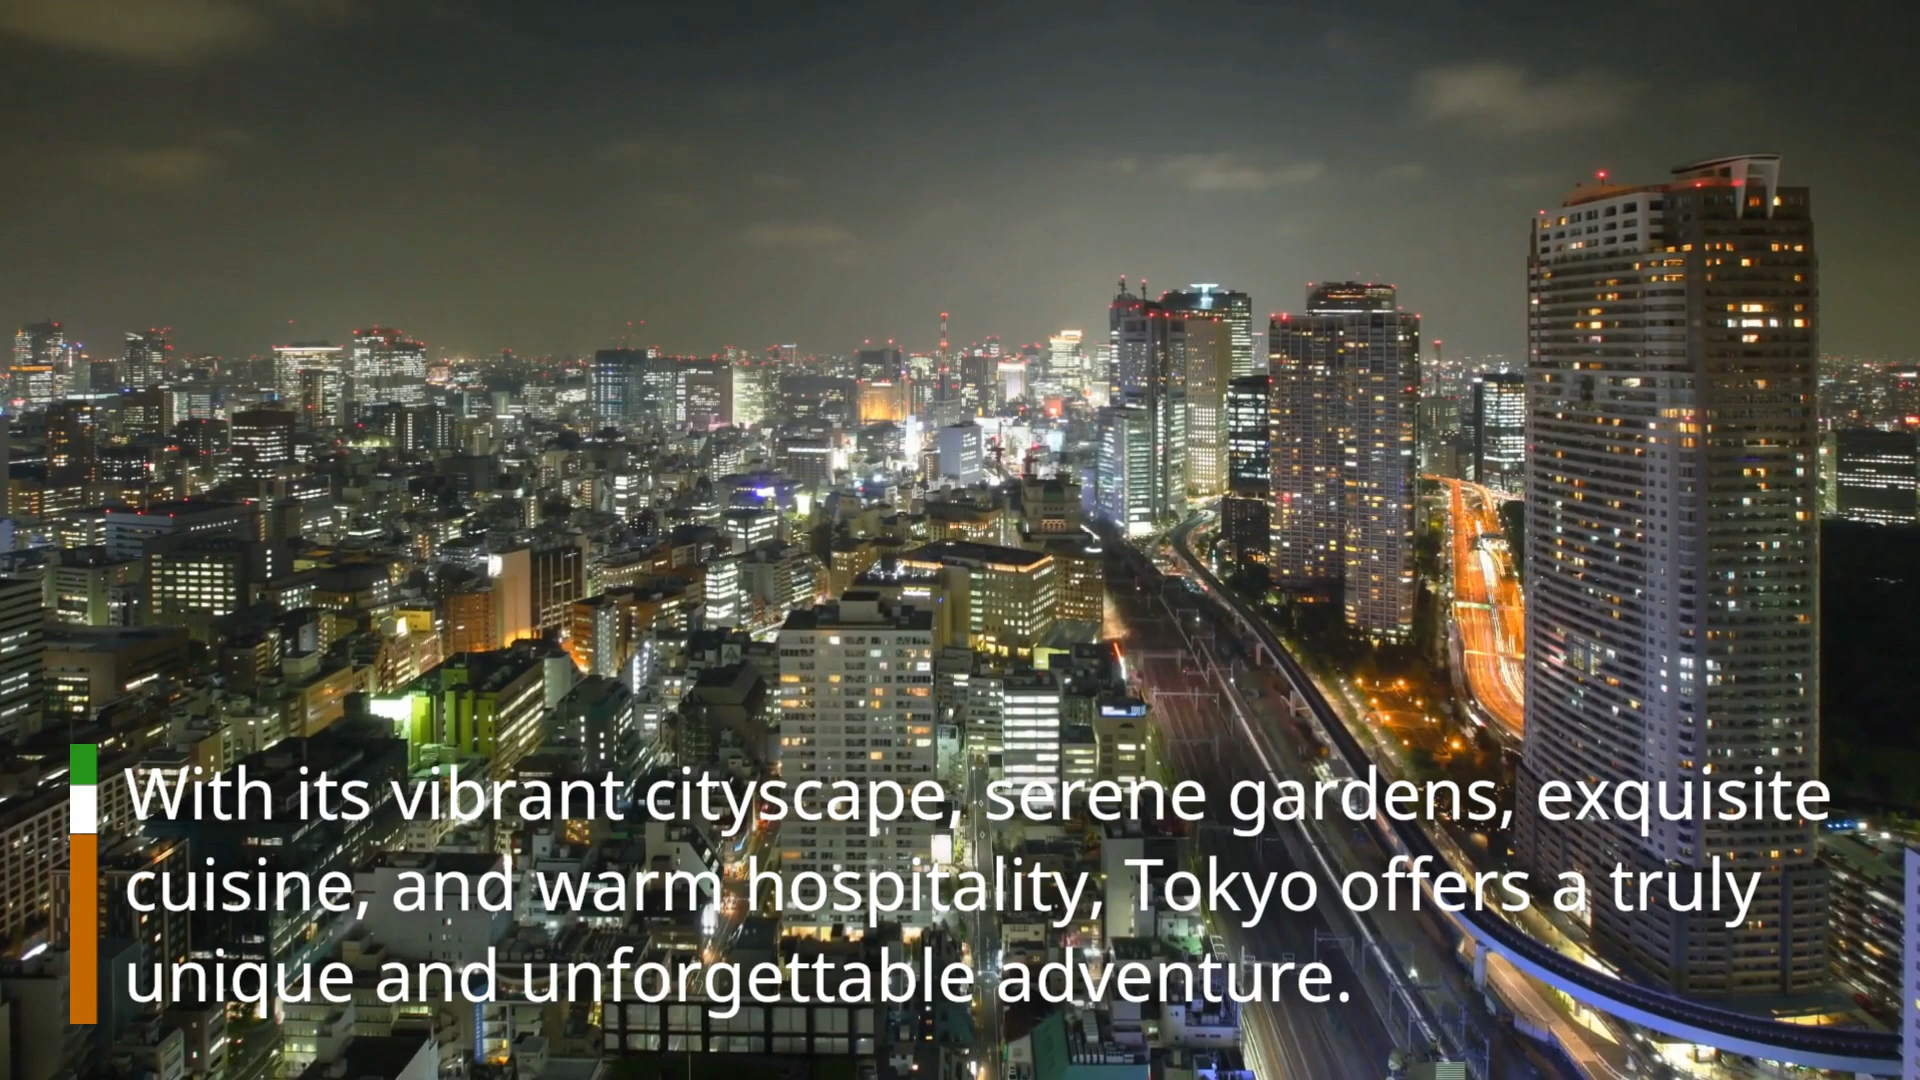 With its vibrant cityscape, serene gardens, exquisite
cuisine, and warm hospitality, Tokyo offers a truly
unique and unforgettable adventure.